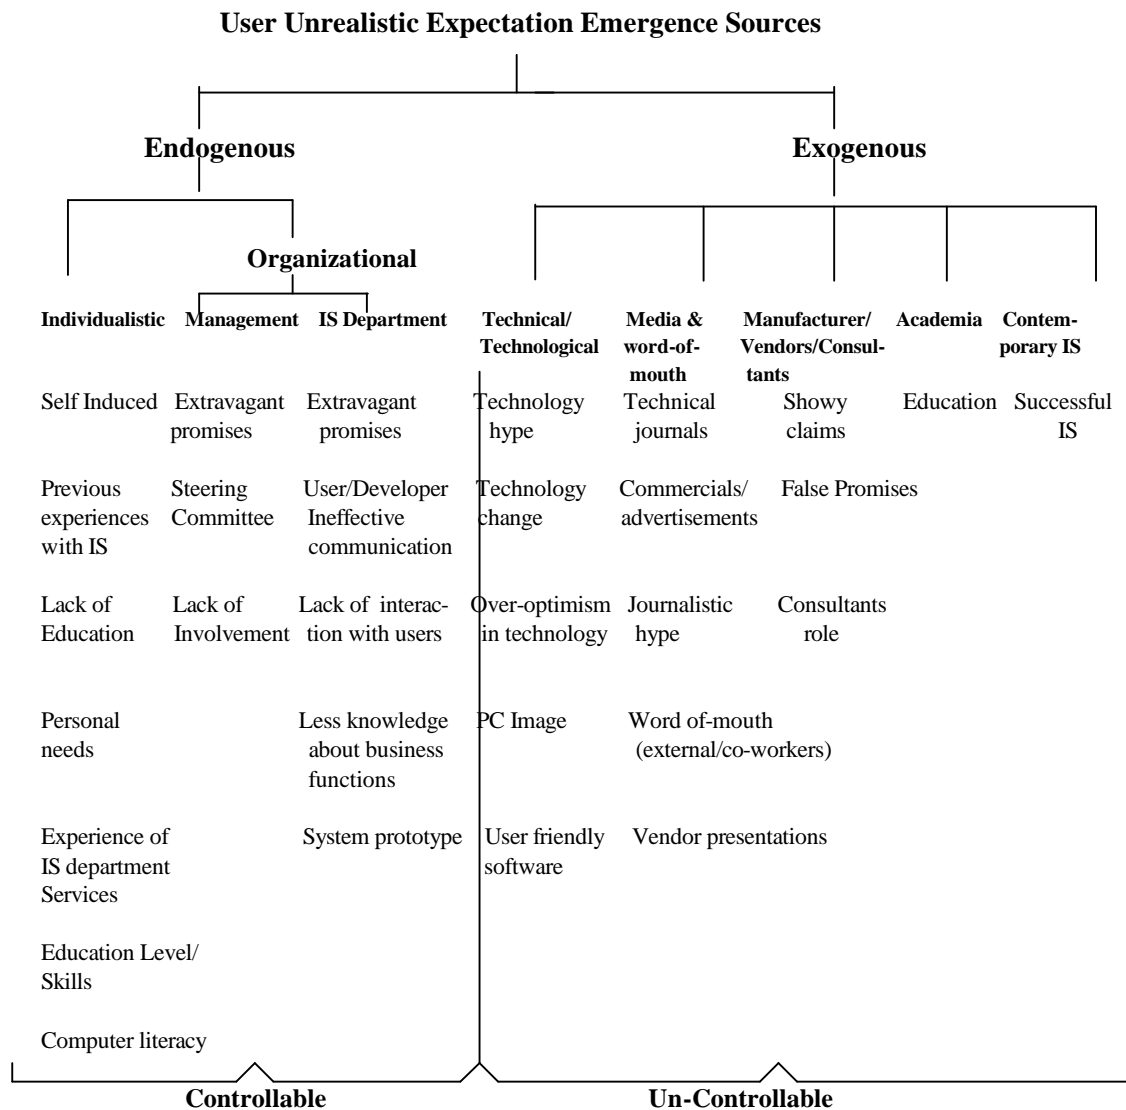 User Unrealistic Expectation Emergence Sources
Endogenous Exogenous
Organizational
Individualistic Management IS Department Technical/ Media & Manufacturer/ Academia Contem-
Technological word-of- Vendors/Consul- porary IS
mouth tants
Self Induced Extravagant Extravagant Technology Technical Showy Education Successful
promises promises hype journals claims IS
Previous Steering User/Developer Technology Commercials/ False Promises
experiences Committee Ineffective change advertisements
with IS communication
Lack of Lack of Lack of interac- Over-optimism Journalistic Consultants
Education Involvement tion with users in technology hype role
Personal Less knowledge PC Image Word of-mouth
needs about business (external/co-workers)
functions
Experience of System prototype User friendly Vendor presentations
IS department software
Services
Education Level/
Skills
Computer literacy
Controllable Un-Controllable